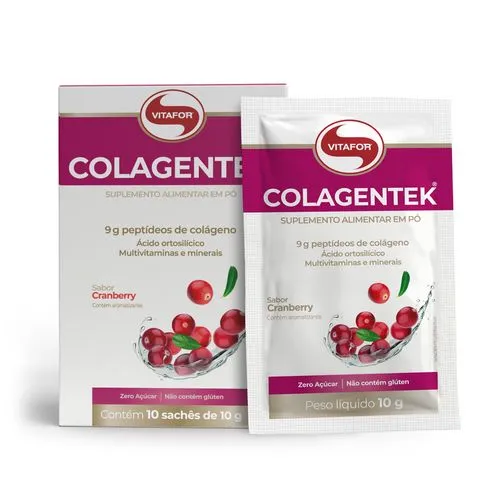 VITAFOR
COLAGENTE
SUPLEMENTO ALIMENTAR EM PÓ
9 g peptídeos de colágeno
Ácido ortosilícico
Multivitaminas e minerais
Sabor
Cranberry
Contém aromatizante
Zero Açúcar | Não contém glúten
Contém 10 sachês de 10 g
VITAFOR
COLAGENTEK®
SUPLEMENTO ALIMENTAR EM PÓ
9 g peptídeos de colágeno
Ácido ortosilícico
Multivitaminas e minerais
Sabor
Cranberry
Contém aromatizante
Zero Açúcar | Não contém glúten
Peso líquido 10 g